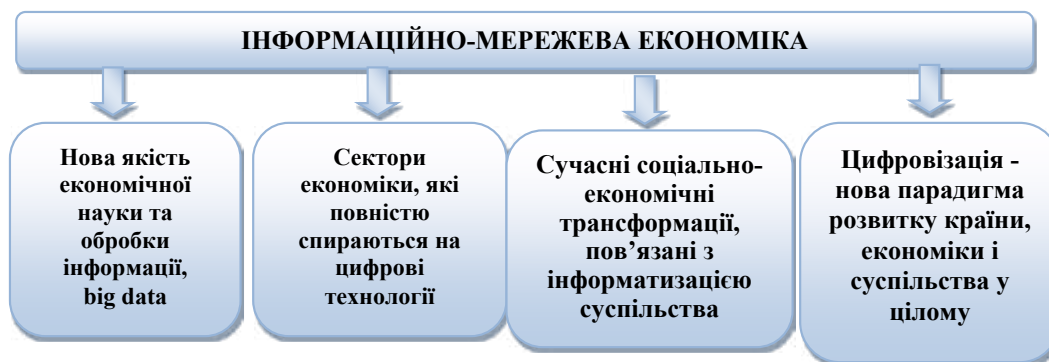 ІНФОРМАЦІЙНО-МЕРЕЖЕВА ЕКОНОМІКА
Нова якість
економічної
науки та
обробки
інформації,
big data
Сектори
економіки, які
повністю
спираються на
цифрові
технології
Сучасні соціально-
економічні
трансформації,
пов’язані з
інформатизацією
суспільства
Цифровізація -
нова парадигма
розвитку країни,
економіки і
суспільства у
цілому